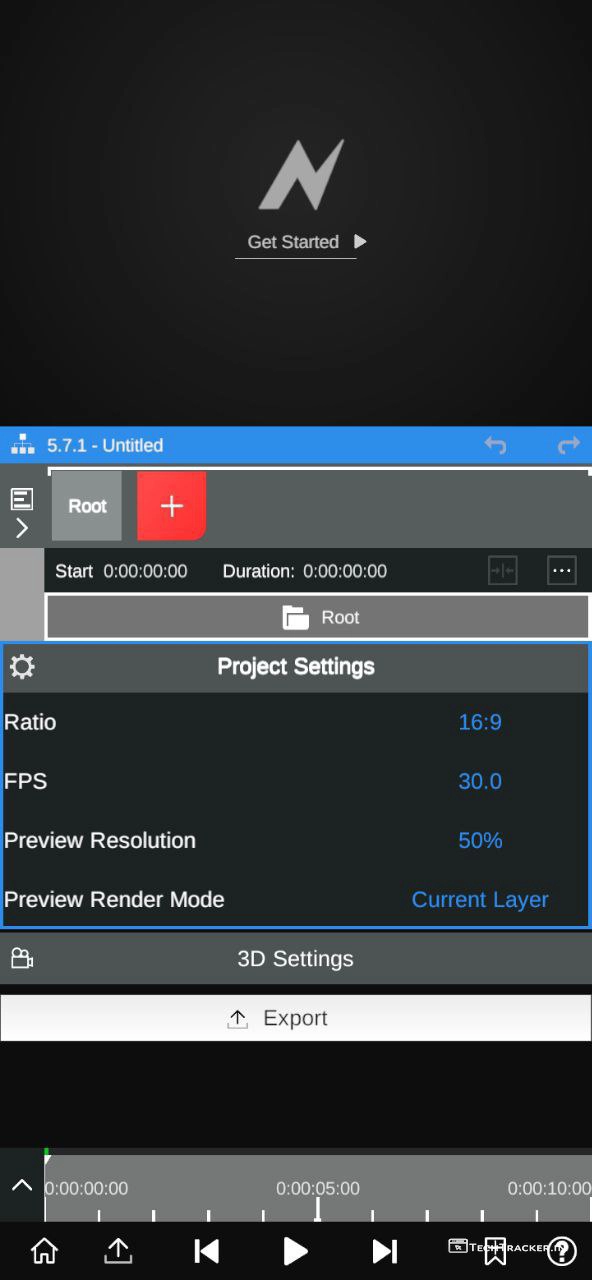 Get Started
5.7.1 - Untitled
Root
Start 0:00:00:00 Duration: 0:00:00:00
Root
Project Settings
Ratio 16:9
FPS 30.0
Preview Resolution 50%
Preview Render Mode Current Layer
3D Settings
Export
0:00:00:00 0:00:05:00 0:00:10:00
TechTracker.in